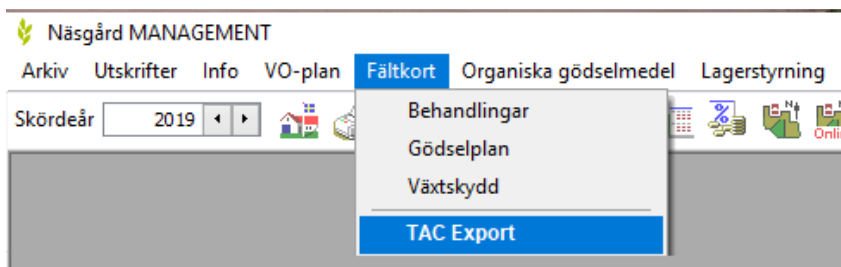 Näsgård MANAGEMENT
Arkiv Utskrifter Info VO-plan Fältkort Organiska gödselmedel Lagerstyrning
Skördeår 2019
Behandlingar
Gödselplan
Växtskydd
TAC Export